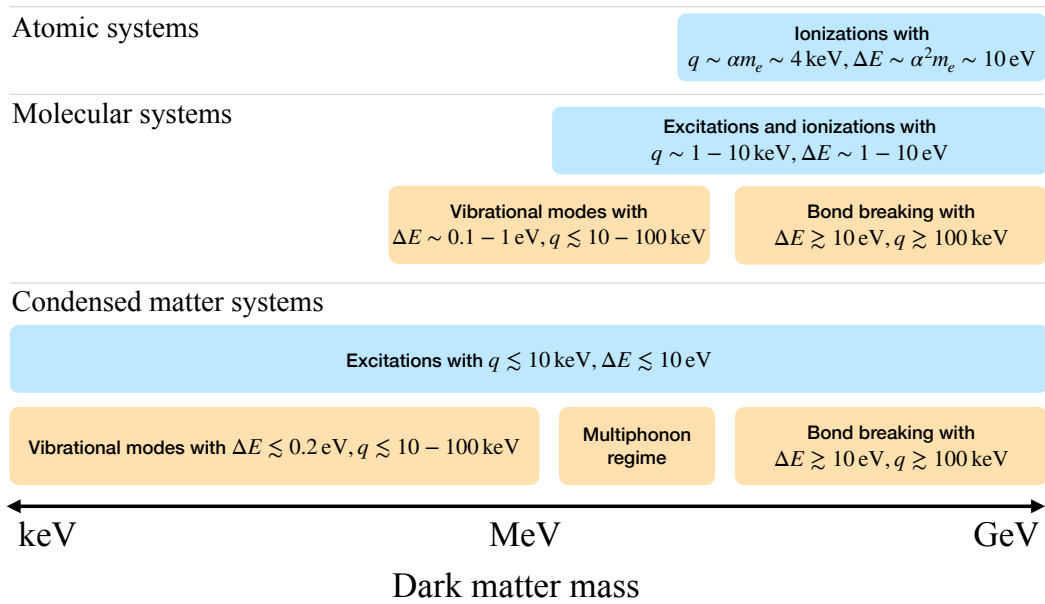 Atomic systems
Ionizations with
q ∼ αmₑ ∼ 4 keV, ΔE ∼ α²mₑ ∼ 10 eV
Molecular systems
Excitations and ionizations with
q ∼ 1 − 10 keV, ΔE ∼ 1 − 10 eV
Vibrational modes with
ΔE ∼ 0.1 − 1 eV, q ≲ 10 − 100 keV
Bond breaking with
ΔE ≳ 10 eV, q ≳ 100 keV
Condensed matter systems
Excitations with q ≲ 10 keV, ΔE ≲ 10 eV
Vibrational modes with ΔE ≲ 0.2 eV, q ≲ 10 − 100 keV
Multiphonon
regime
Bond breaking with
ΔE ≳ 10 eV, q ≳ 100 keV
keV MeV GeV
Dark matter mass